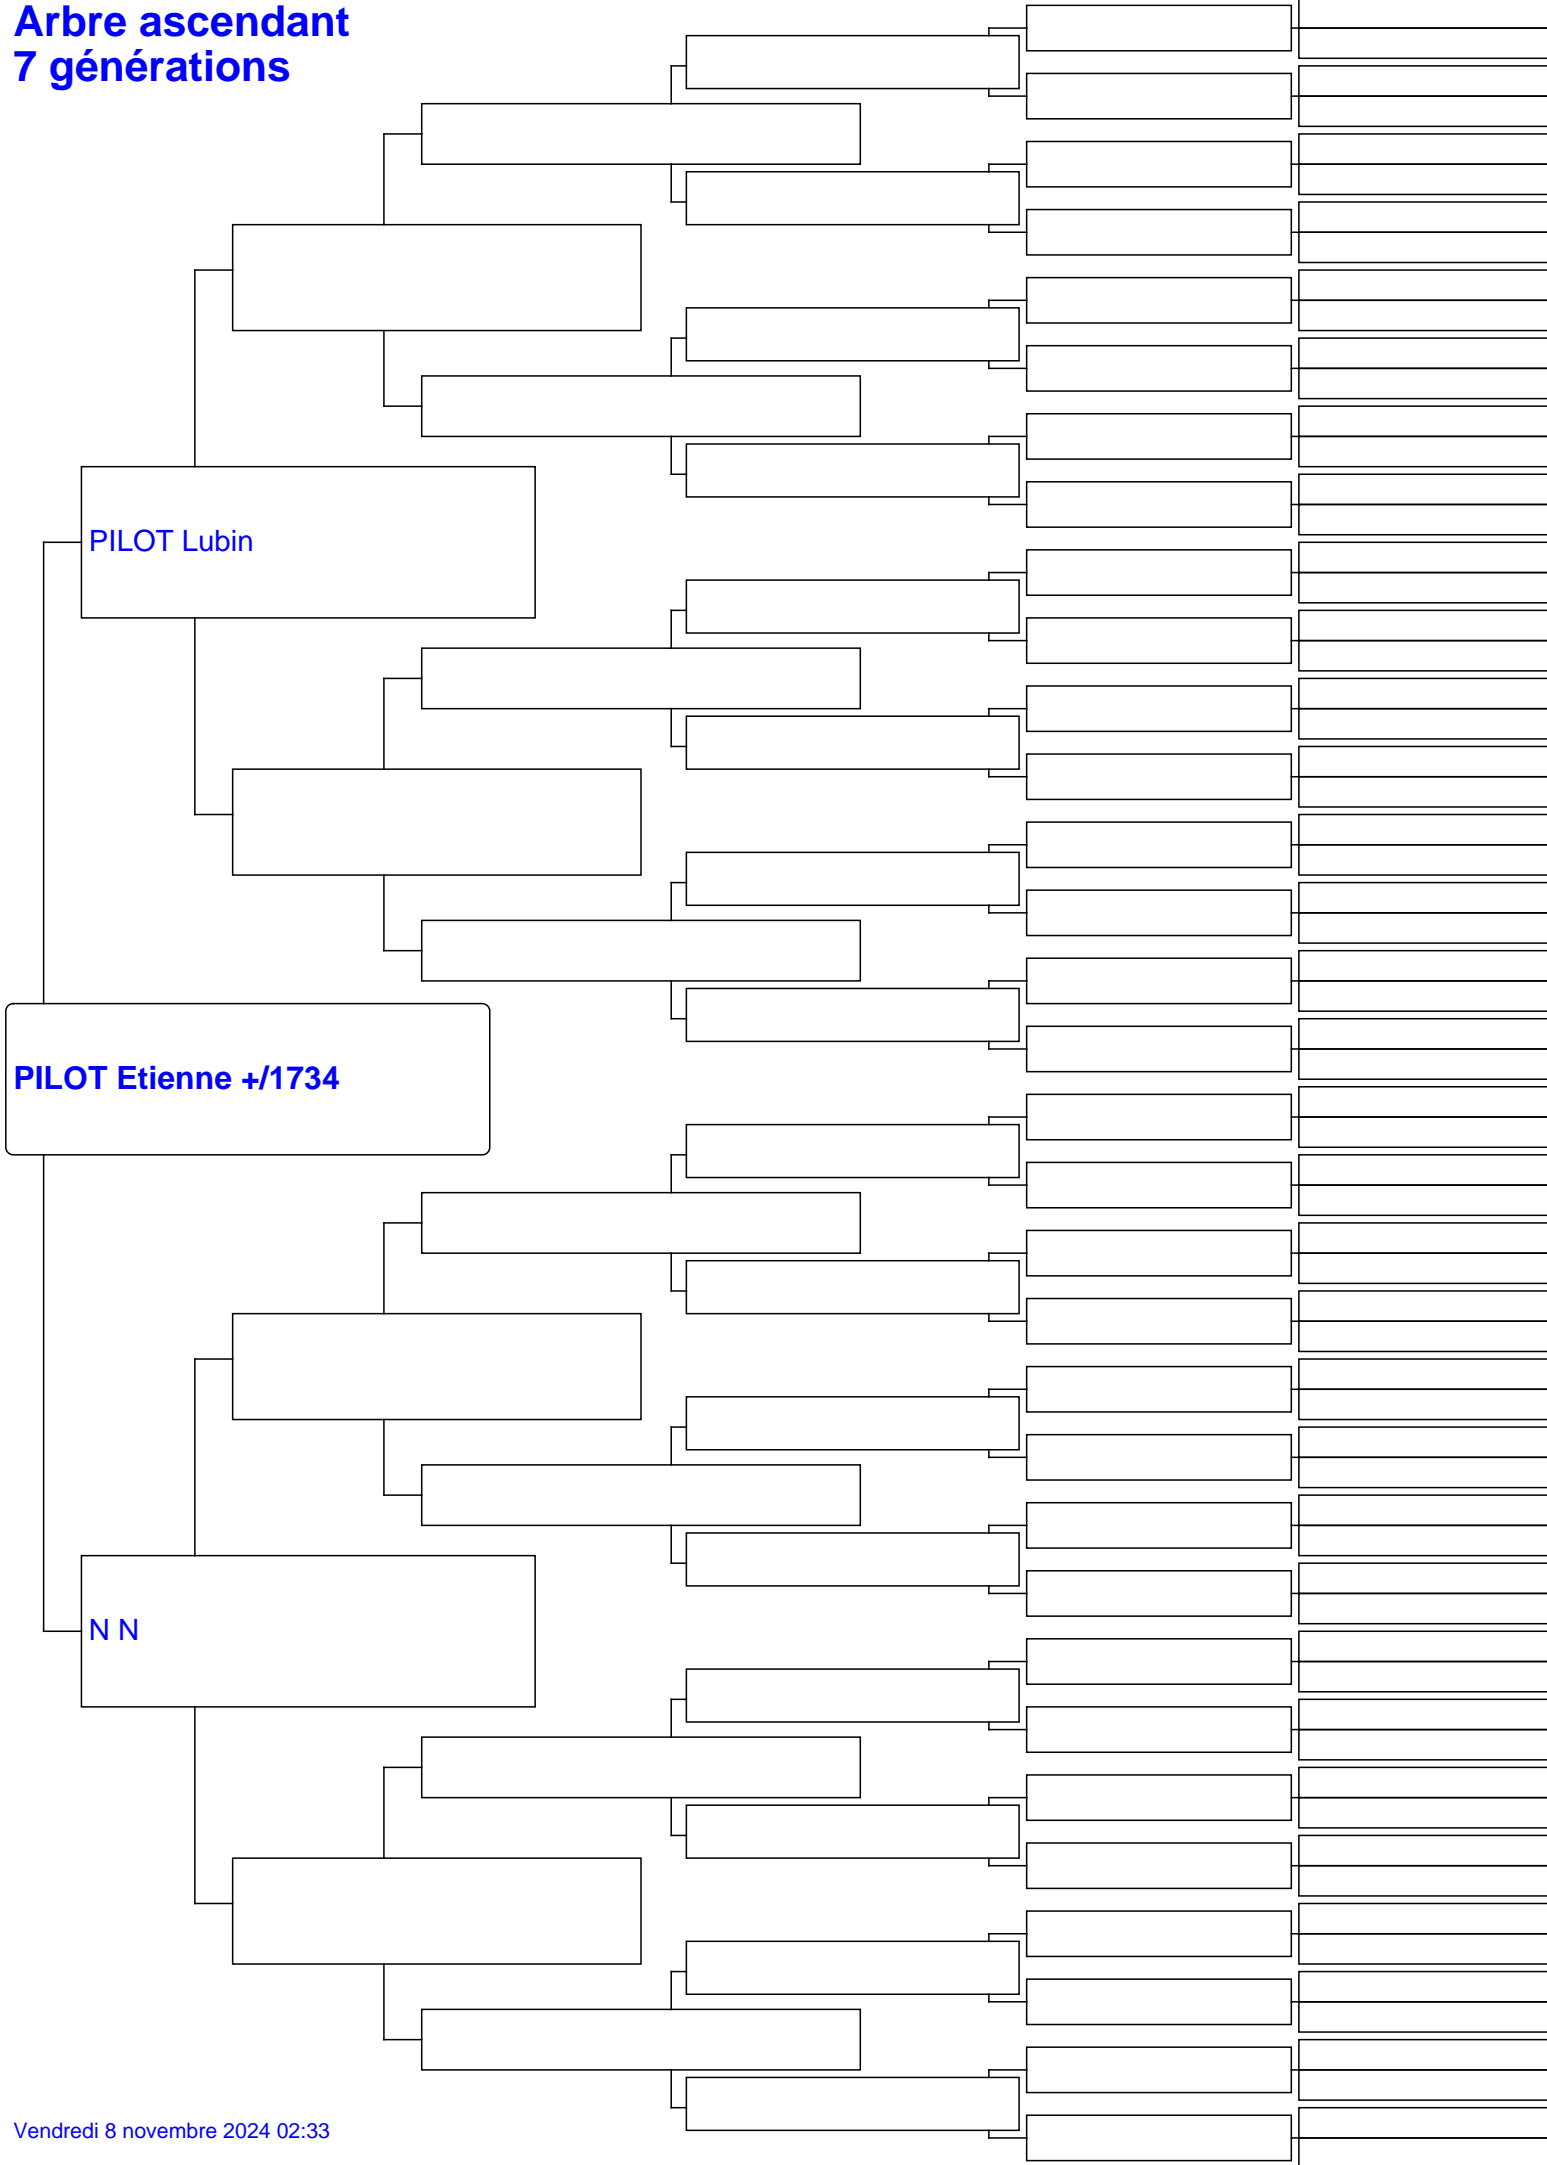 Arbre ascendant
7 générations
PILOT Lubin
PILOT Etienne +/1734
N N
Vendredi 8 novembre 2024 02:33